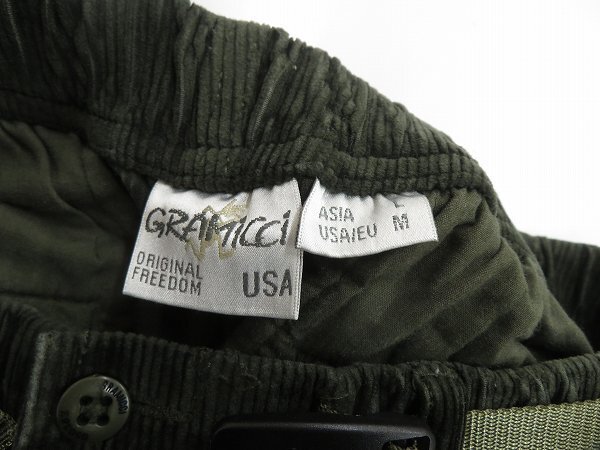 GRAMICCI
ORIGINAL
FREEDOM
USA
ASIA L
USA/EU M